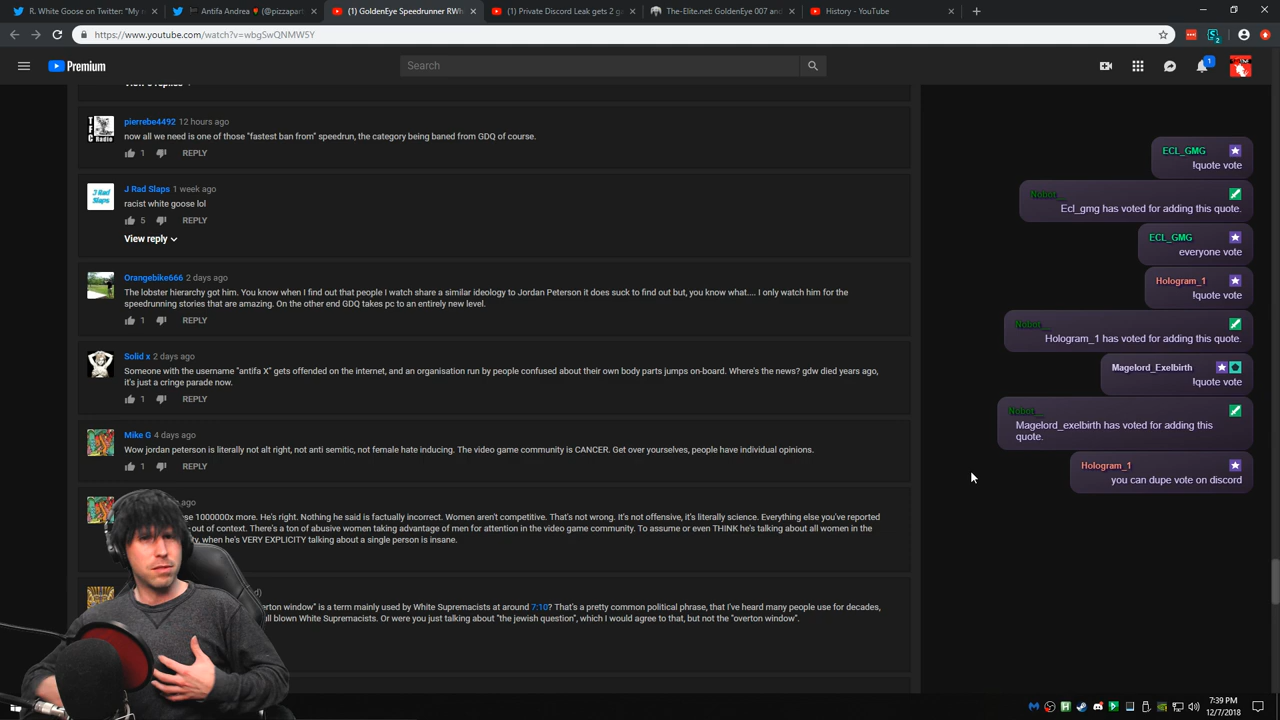 R. White Goose on Twitter: "My n
Antifa Andrea
(@pizzaparty
(1) GoldenEye Speedrunner RWh
(1) Private Discord Leak gets 2 g
The-Elite.net: GoldenEye 007 and
History - YouTube
https://www.youtube.com/watch?v=wbgSwQNMW5Y
Premium
Search
1
pierrebe4492 12 hours ago
now all we need is one of those "fastest ban from" speedrun, the category being baned from GDQ of course.
1 REPLY
J Rad Slaps 1 week ago
racist white goose lol
5 REPLY
View reply
Orangebike666 2 days ago
The lobster hierarchy got him. You know when I find out that people I watch share a similar ideology to Jordan Peterson it does suck to find out but, you know what.... I only watch him for the
speedrunning stories that are amazing. On the other end GDQ takes pc to an entirely new level.
1 REPLY
Solid x 2 days ago
Someone with the username "antifa X" gets offended on the internet, and an organisation run by people confused about their own body parts jumps on-board. Where's the news? gdw died years ago,
it's just a cringe parade now.
1 REPLY
Mike G 4 days ago
Wow jordan peterson is literally not alt right, not anti semitic, not female hate inducing. The video game community is CANCER. Get over yourselves, people have individual opinions.
1 REPLY
ago
1000000x more. He's right. Nothing he said is factually incorrect. Women aren't competitive. That's not wrong. It's not offensive, it's literally science. Everything else you've reported
out of context. There's a ton of abusive women taking advantage of men for attention in the video game community. To assume or even THINK he's talking about all women in the
when he's VERY EXPLICITY talking about a single person is insane.
window" is a term mainly used by White Supremacists at around 7:10? That's a pretty common political phrase, that I've heard many people use for decades,
blown White Supremacists. Or were you just talking about "the jewish question", which I would agree to that, but not the "overton window".
ECL_GMG
!quote vote
Nobot__
Ecl_gmg has voted for adding this quote.
ECL_GMG
everyone vote
Hologram_1
!quote vote
Nobot__
Hologram_1 has voted for adding this quote.
Magelord_Exelbirth
!quote vote
Nobot__
Magelord_exelbirth has voted for adding this
quote.
Hologram_1
you can dupe vote on discord
7:39 PM
12/7/2018